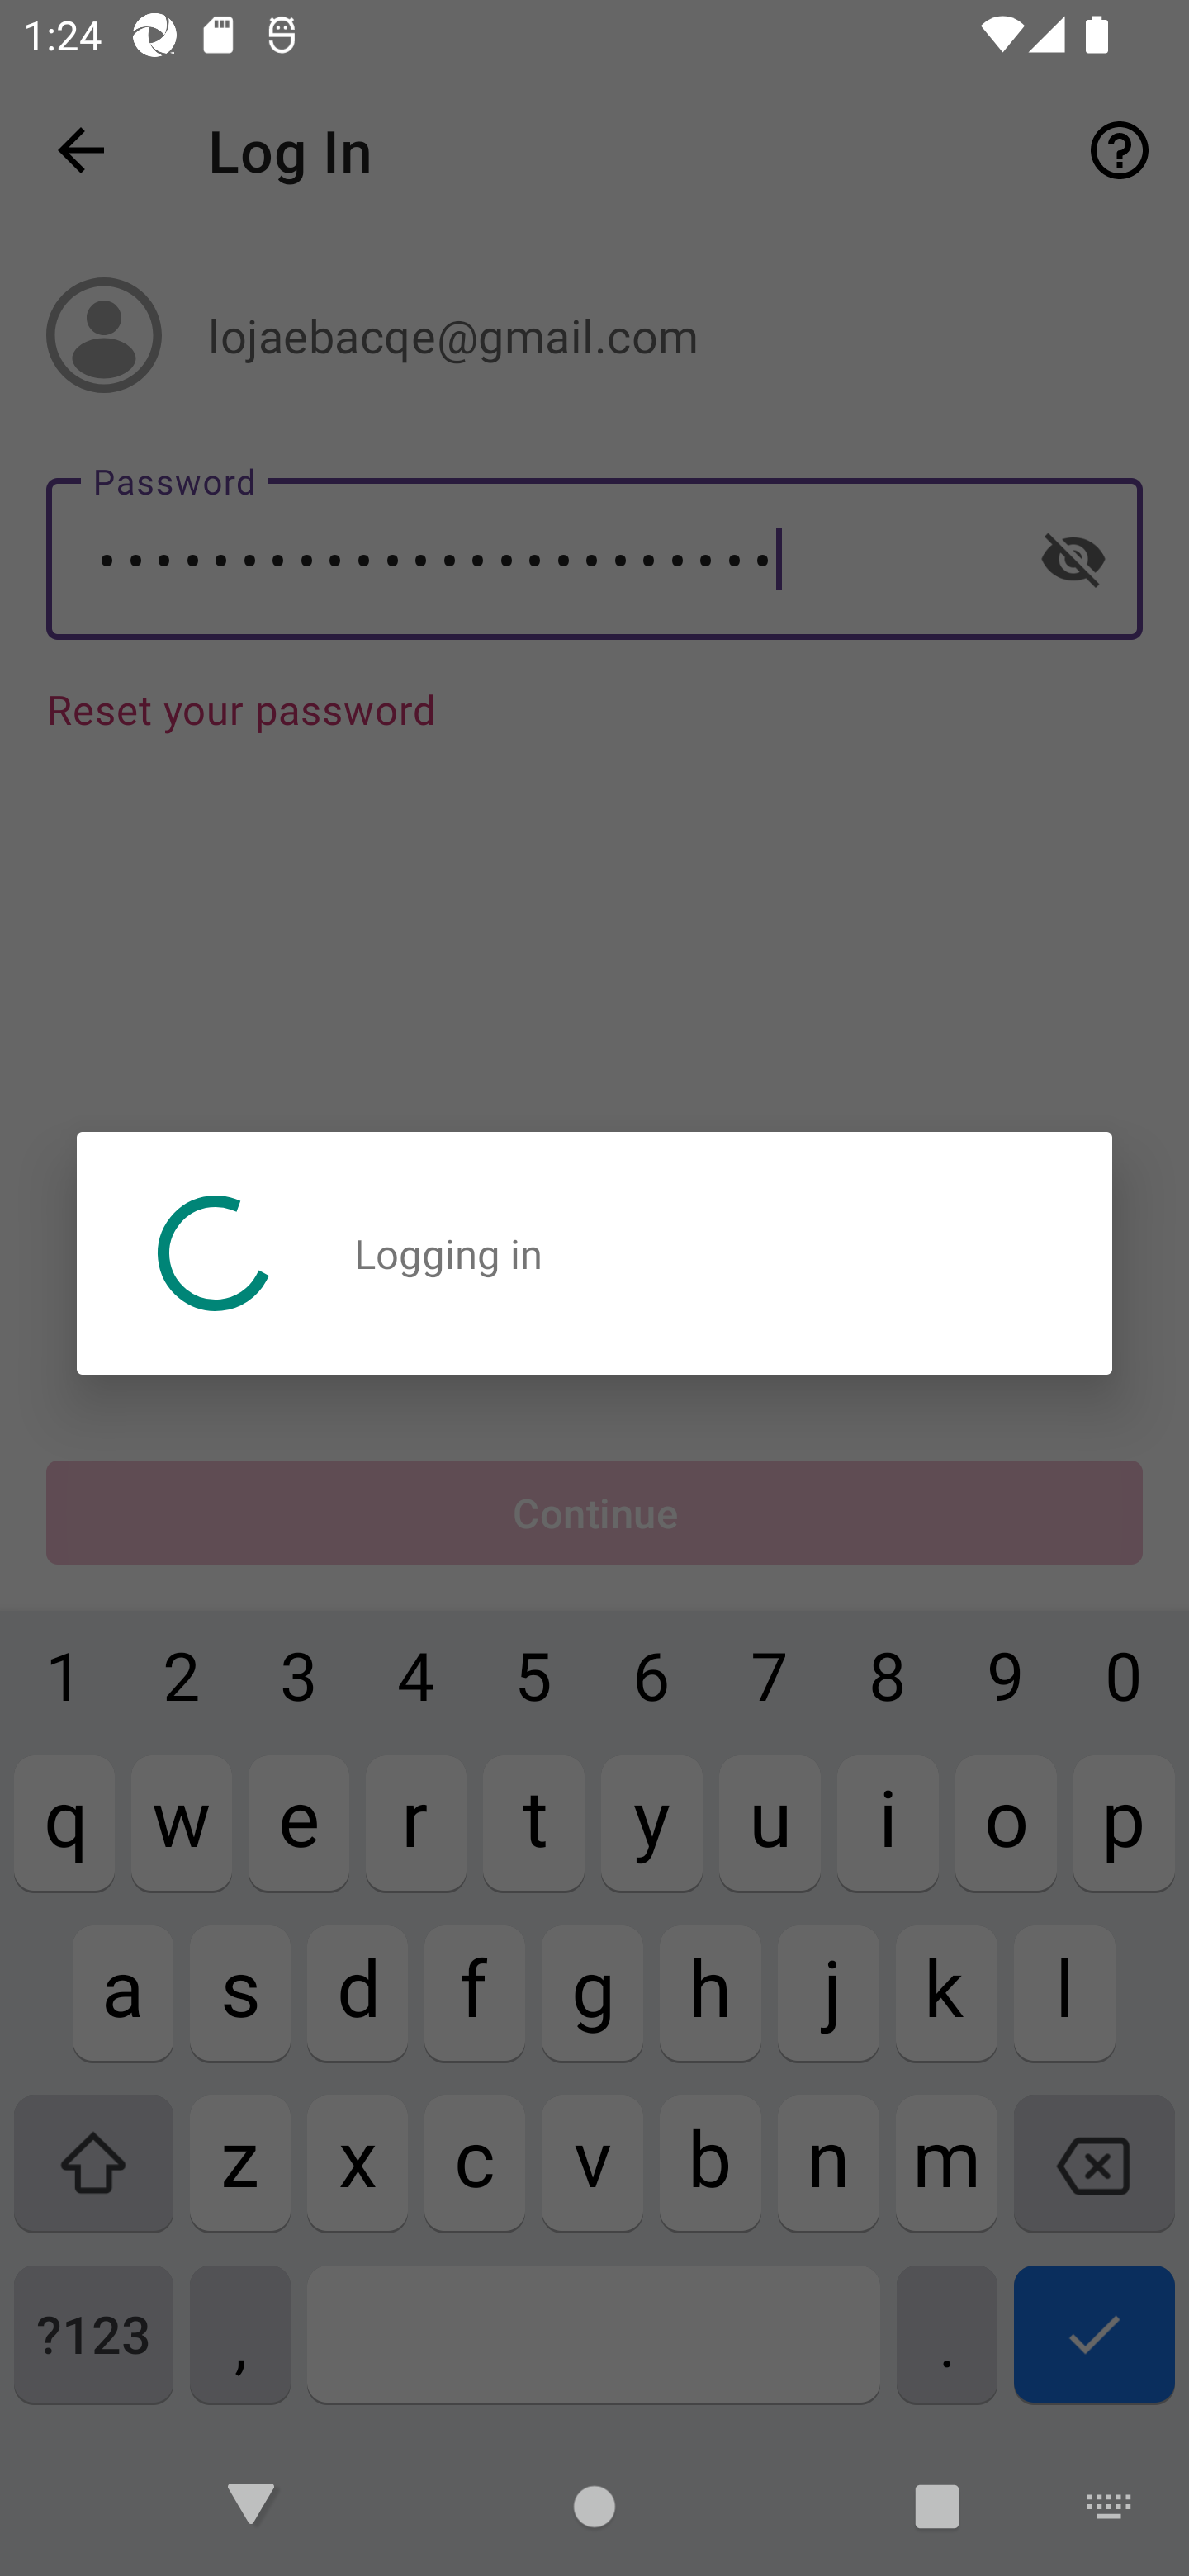 1:24
Log In
lojaebacqe@gmail.com
Password
••••••••••••••••••••••••
Reset your password
Logging in
Continue
1 2 3 4 5 6 7 8 9 0
q w e r t y u i o p
a s d f g h j k l
z x c v b n m
?123 , .